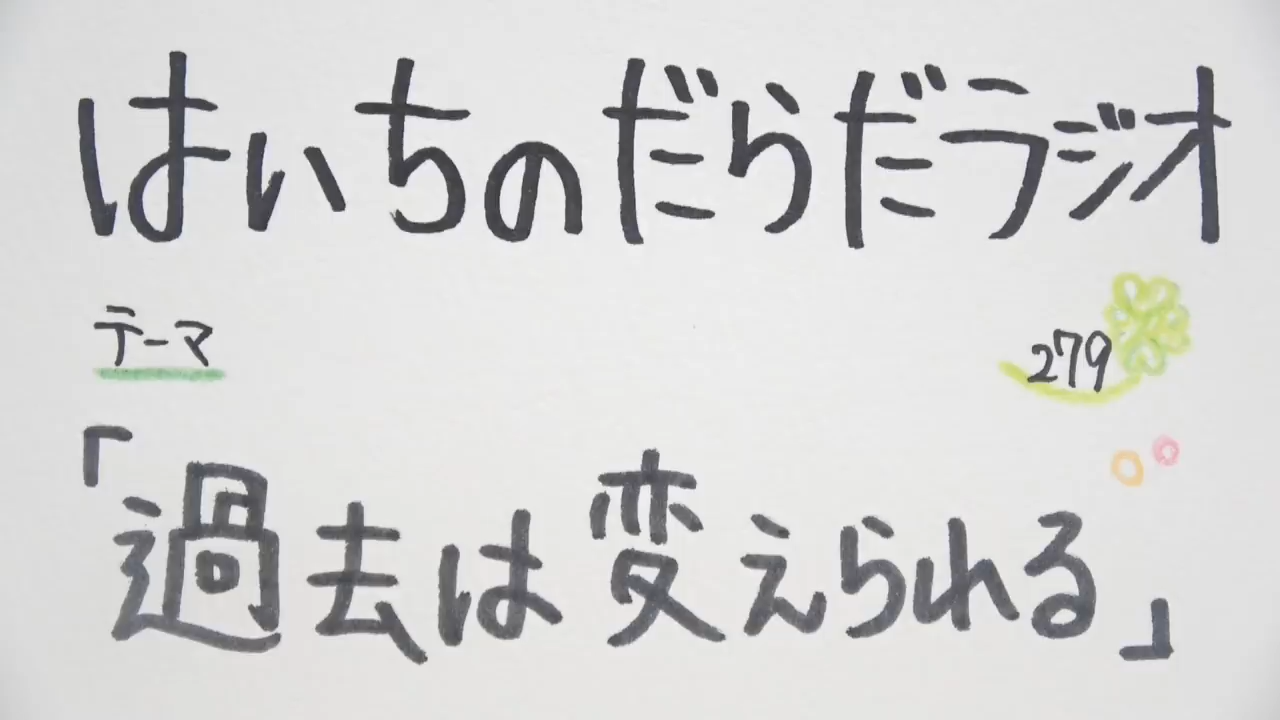 はいちのだらだラジオ
テーマ
279
「過去は変えられる」